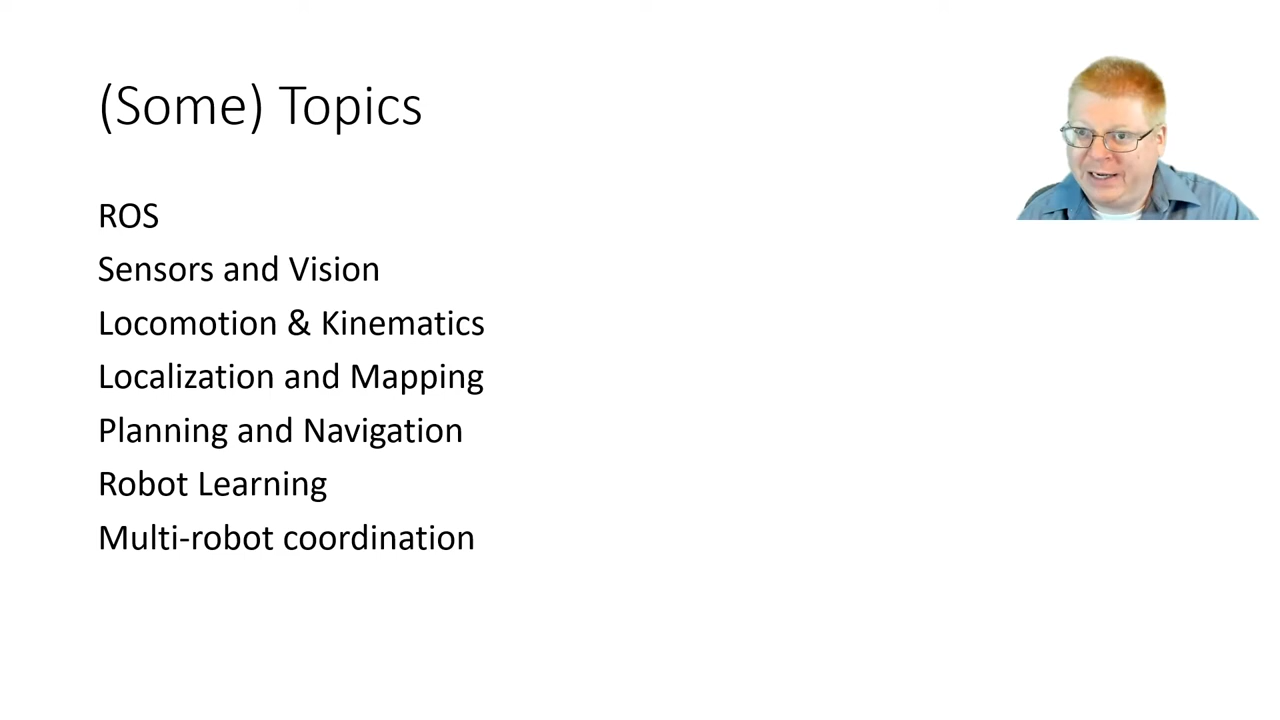 (Some) Topics
ROS
Sensors and Vision
Locomotion & Kinematics
Localization and Mapping
Planning and Navigation
Robot Learning
Multi-robot coordination